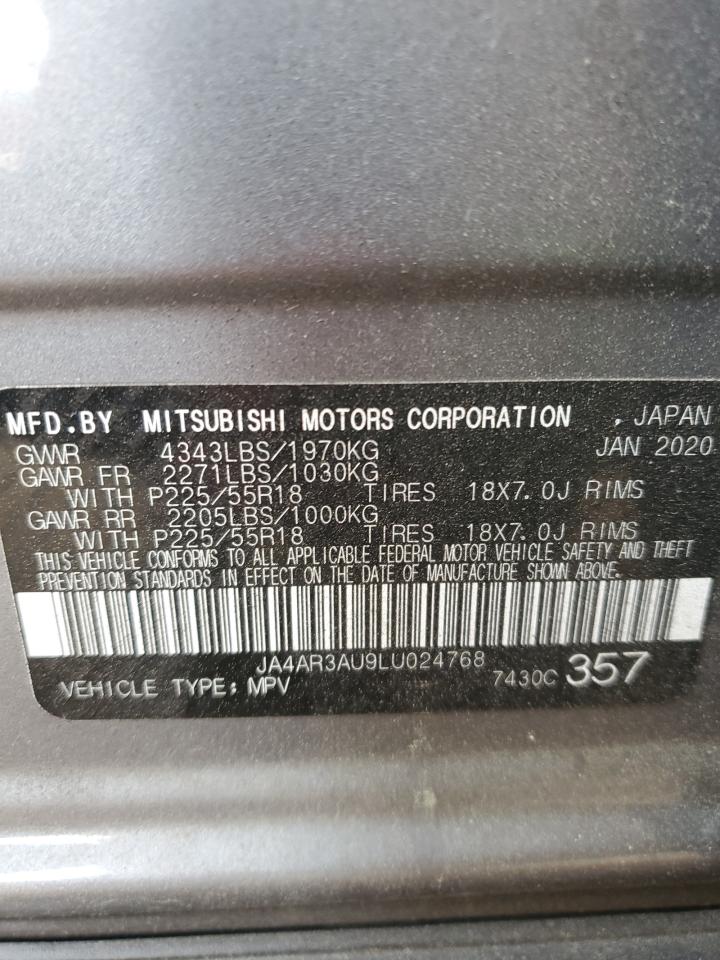 MFD.BY MITSUBISHI MOTORS CORPORATION , JAPAN
GVWR 4343LBS/1970KG JAN 2020
GAWR FR 2271LBS/1030KG
WITH P225/55R18 TIRES 18X7.0J RIMS
GAWR RR 2205LBS/1000KG
WITH P225/55R18 TIRES 18X7.0J RIMS
THIS VEHICLE CONFORMS TO ALL APPLICABLE FEDERAL MOTOR VEHICLE SAFETY AND THEFT
PREVENTION STANDARDS IN EFFECT ON THE DATE OF MANUFACTURE SHOWN ABOVE.
JA4AR3AU9LU024768
VEHICLE TYPE: MPV 7430C 357